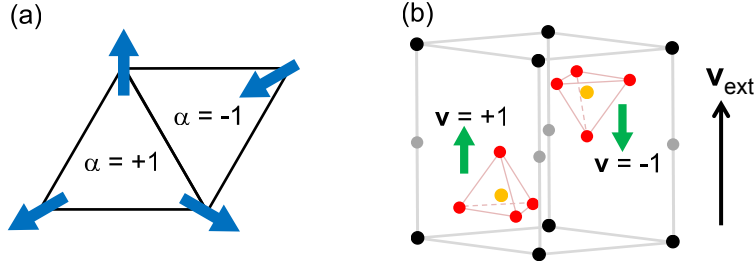 (a)
α = -1
α = +1
(b)
v = +1
v = -1
v_ext